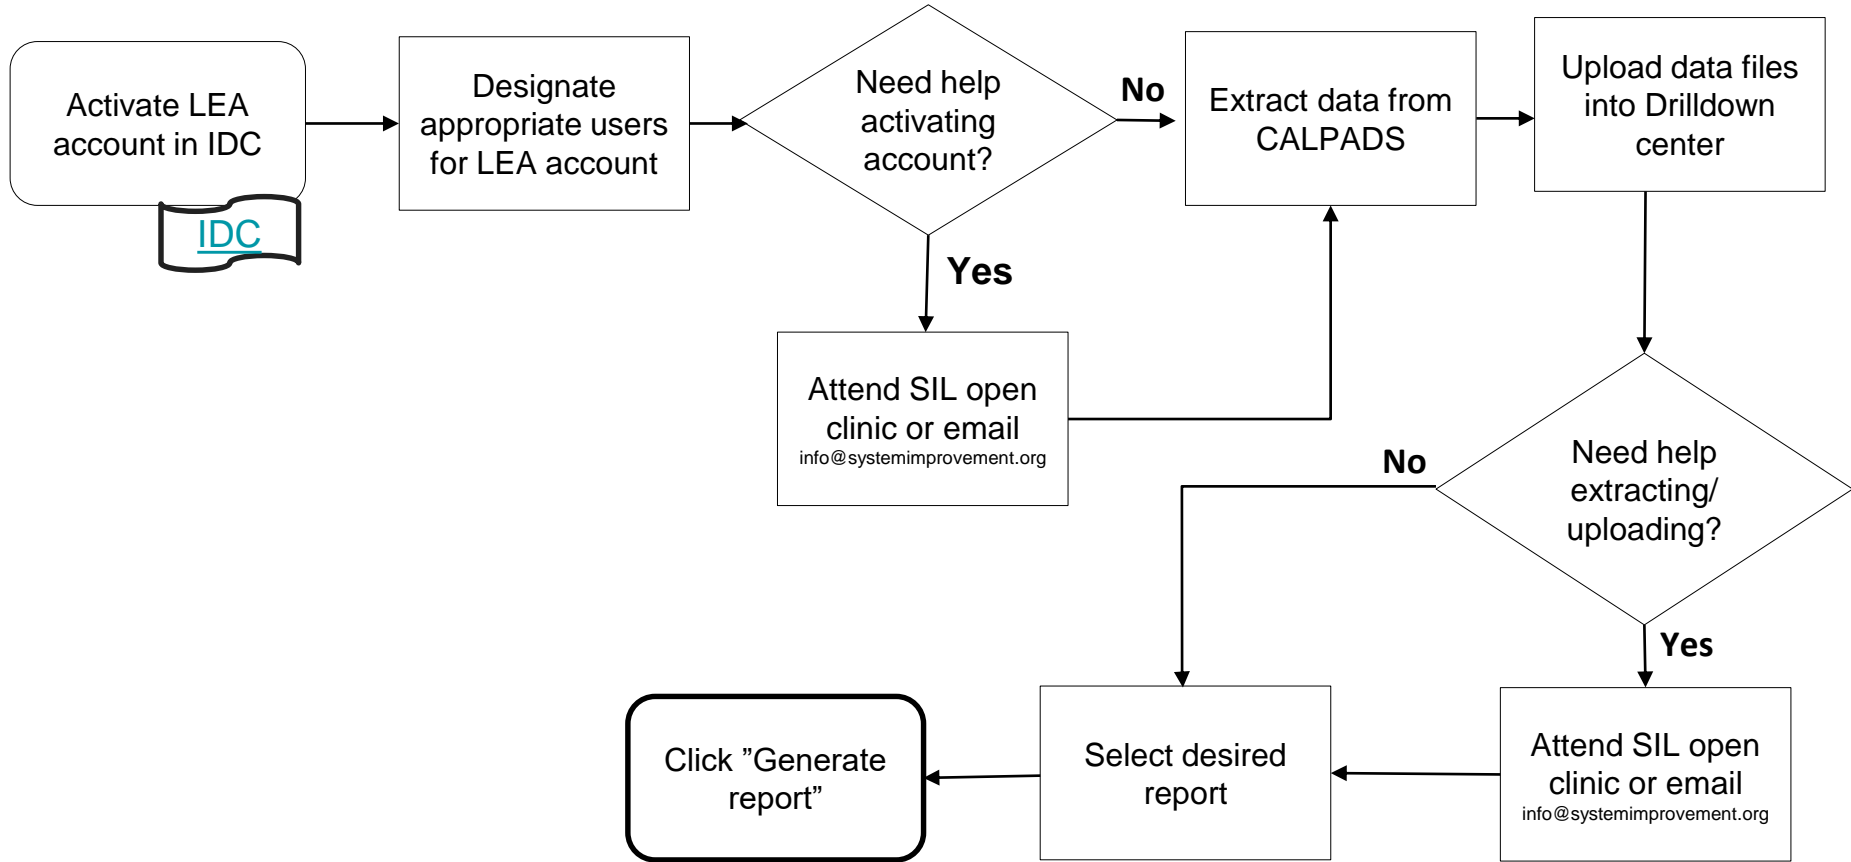 Activate LEA
account in IDC
IDC
Designate
appropriate users
for LEA account
Need help
activating
account?
No
Yes
Extract data from
CALPADS
Upload data files
into Drilldown
center
Attend SIL open
clinic or email
info@systemimprovement.org
Need help
extracting/
uploading?
No
Yes
Attend SIL open
clinic or email
info@systemimprovement.org
Select desired
report
Click ”Generate
report”